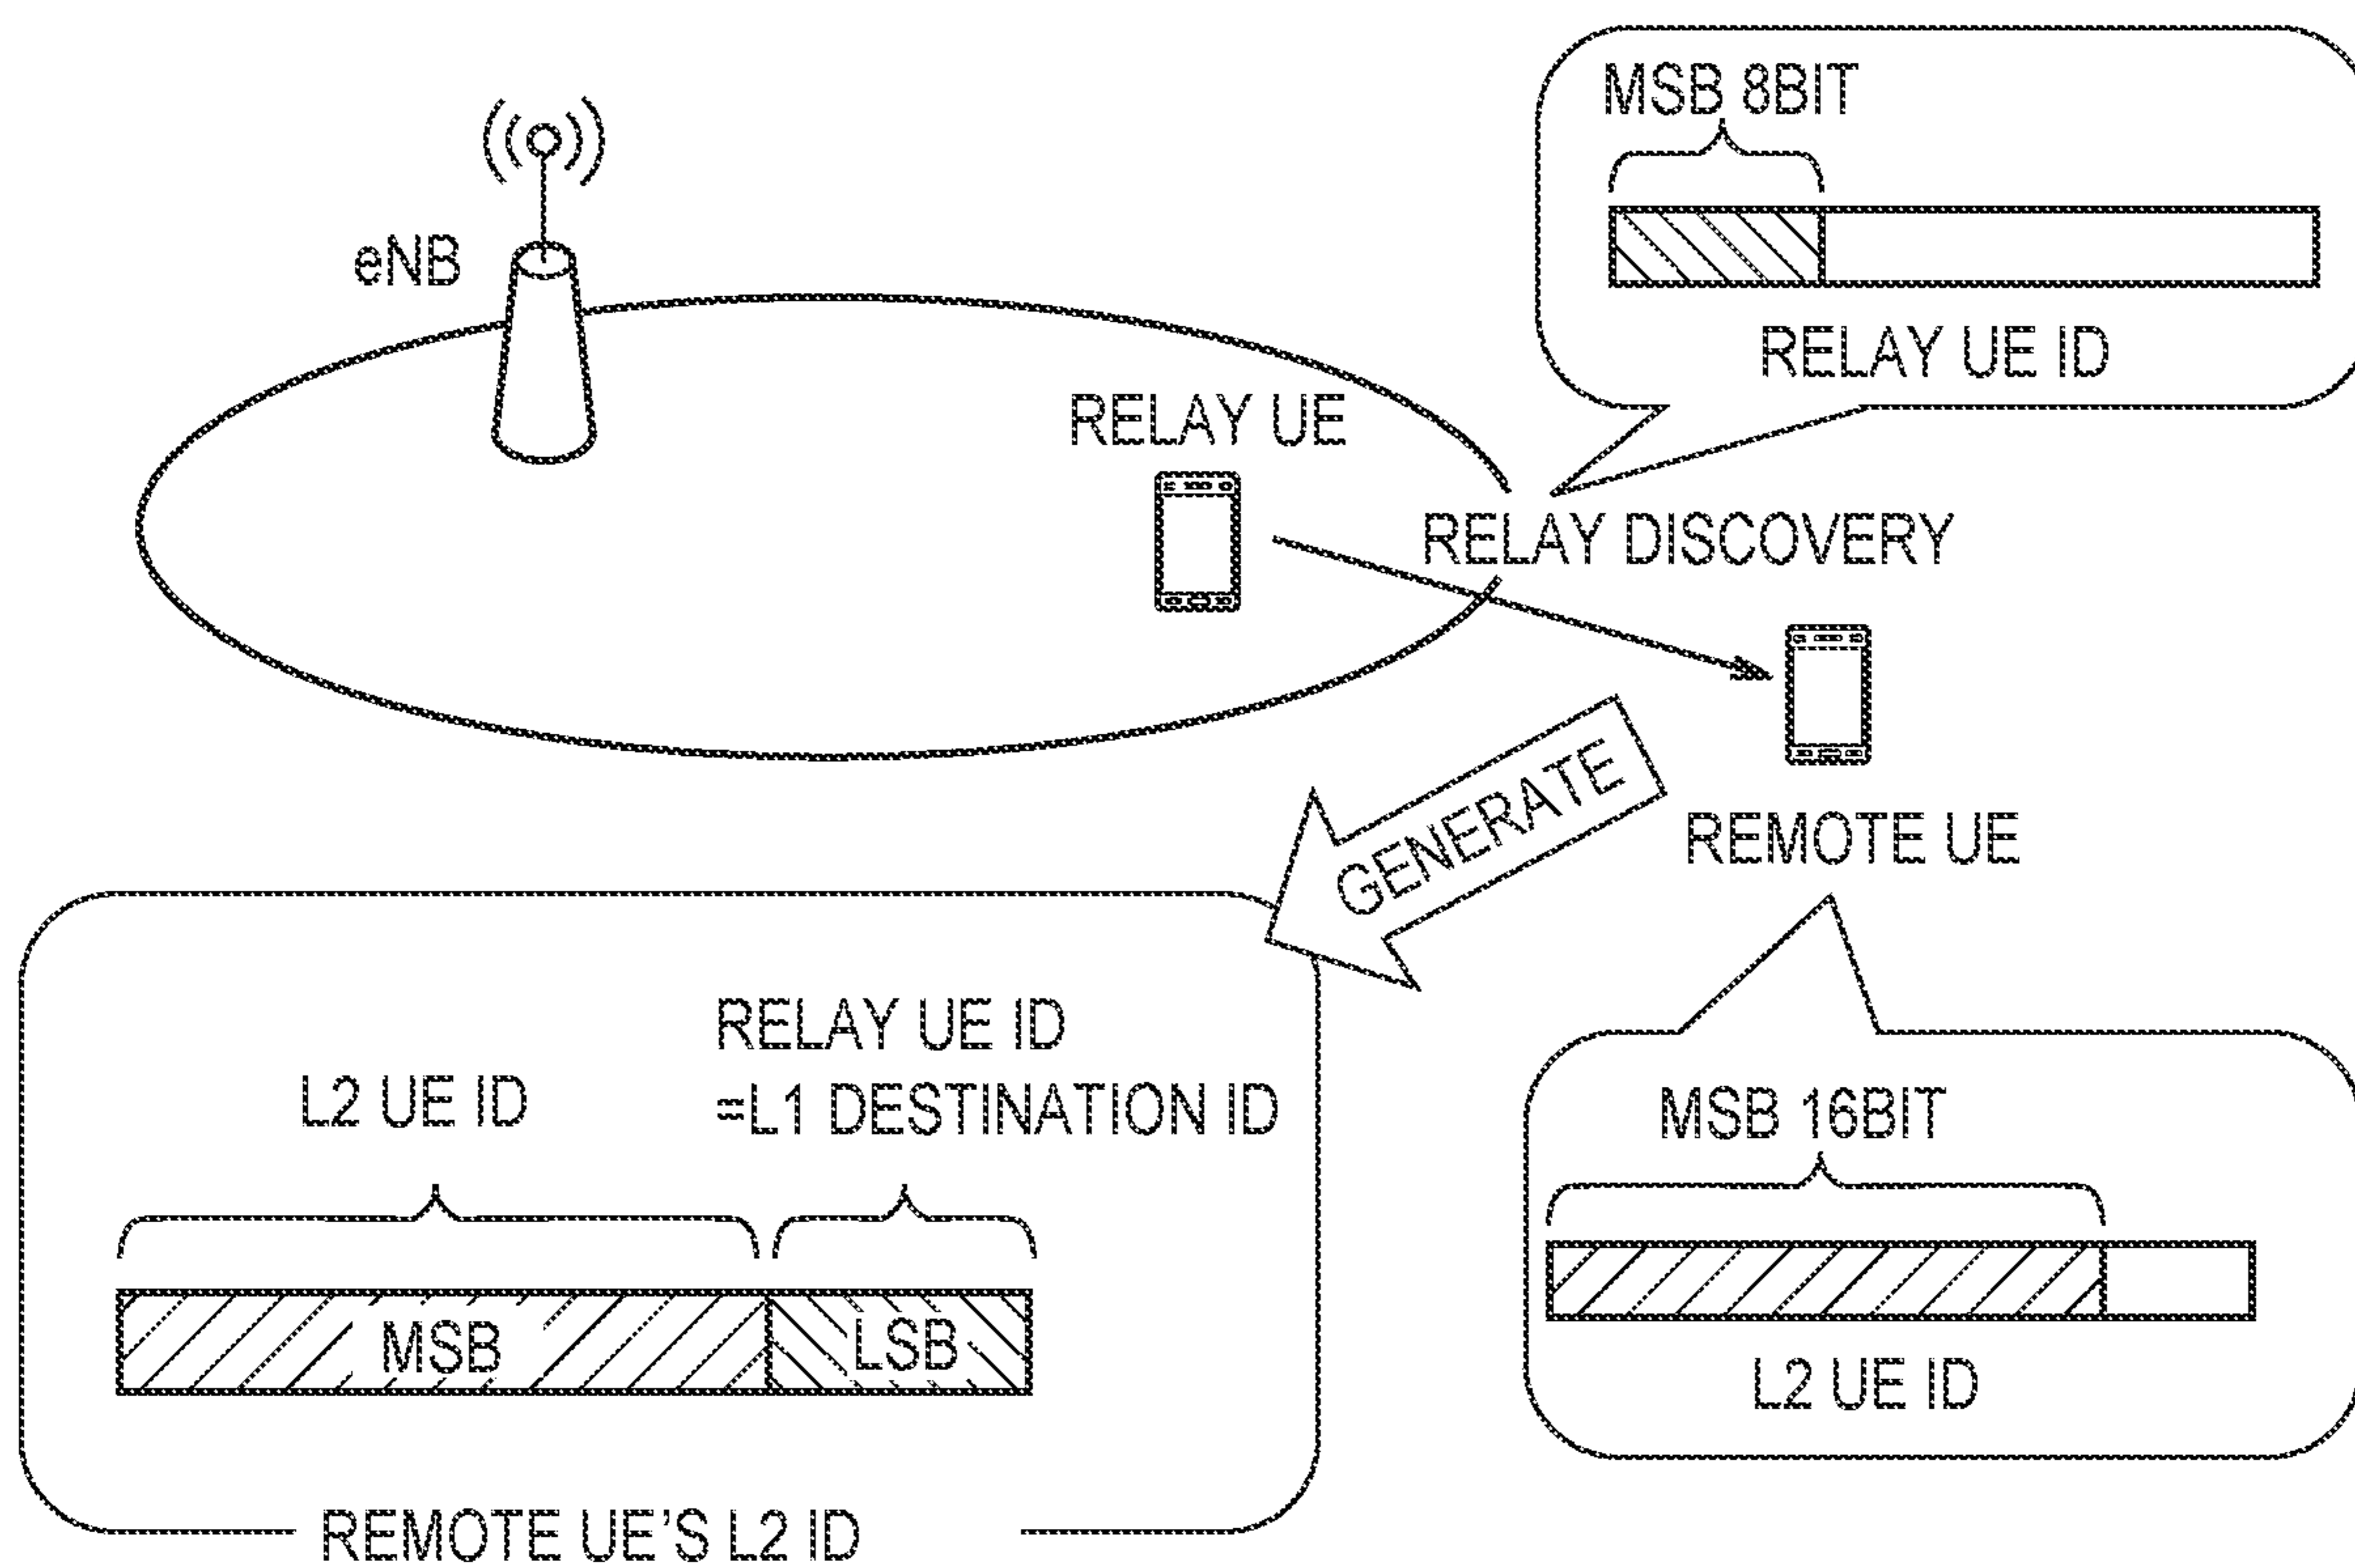 MSB 8BIT
eNB
RELAY UE ID
RELAY UE
RELAY DISCOVERY
GENERATE
REMOTE UE
RELAY UE ID
L2 UE ID
=L1 DESTINATION ID
MSB 16BIT
MSB
LSB
L2 UE ID
REMOTE UE'S L2 ID